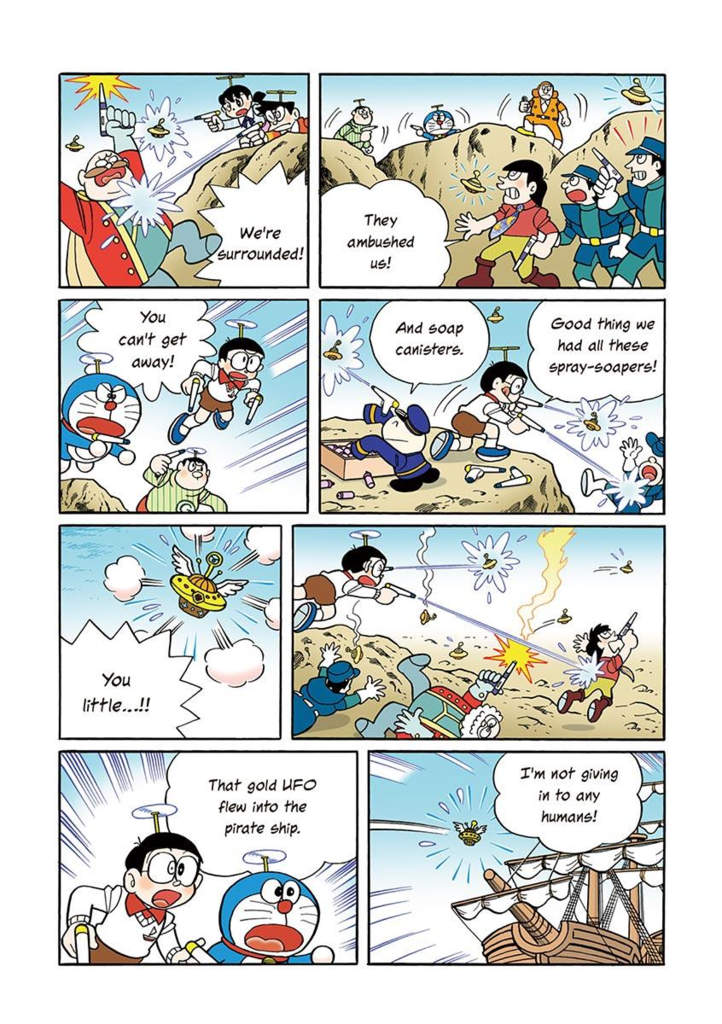 We're
surrounded!
They
ambushed
us!
You
can't get
away!
And soap
canisters.
Good thing we
had all these
spray-soapers!
You
little...!!
That gold UFO
flew into the
pirate ship.
I'm not giving
in to any
humans!